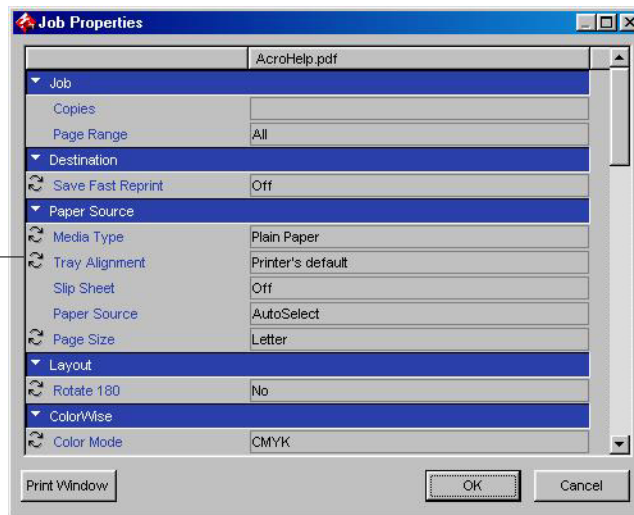 Job Properties
AcroHelp.pdf
Job
Copies
Page Range All
Destination
Save Fast Reprint Off
Paper Source
Media Type Plain Paper
Tray Alignment Printer's default
Slip Sheet Off
Paper Source AutoSelect
Page Size Letter
Layout
Rotate 180 No
ColorWise
Color Mode CMYK
Print Window OK Cancel